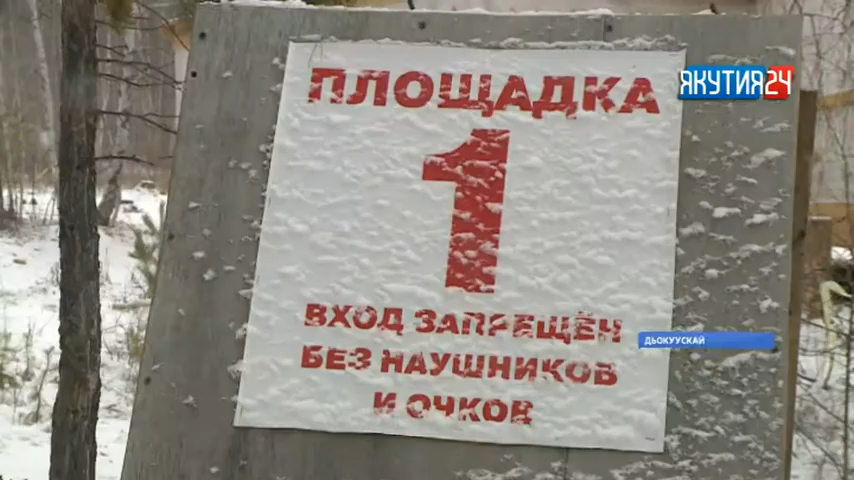 ПЛОЩАДКА
1
ВХОД ЗАПРЕЩЁН
БЕЗ НАУШНИКОВ
И ОЧКОВ
ЯКУТИЯ24
ДЬОКУУСКАЙ